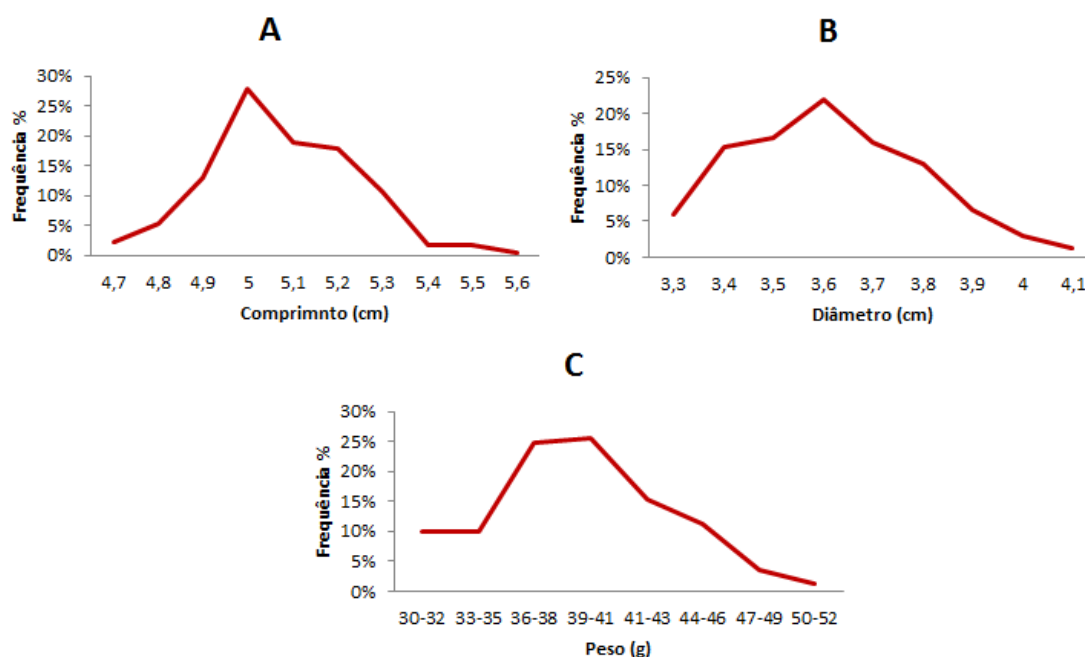 A
Frequência %
30%
25%
20%
15%
10%
5%
0%
4,7 4,8 4,9 5 5,1 5,2 5,3 5,4 5,5 5,6
Comprimnto (cm)
B
Frequência %
25%
20%
15%
10%
5%
0%
3,3 3,4 3,5 3,6 3,7 3,8 3,9 4 4,1
Diâmetro (cm)
C
Frequência %
30%
25%
20%
15%
10%
5%
0%
30-32 33-35 36-38 39-41 41-43 44-46 47-49 50-52
Peso (g)